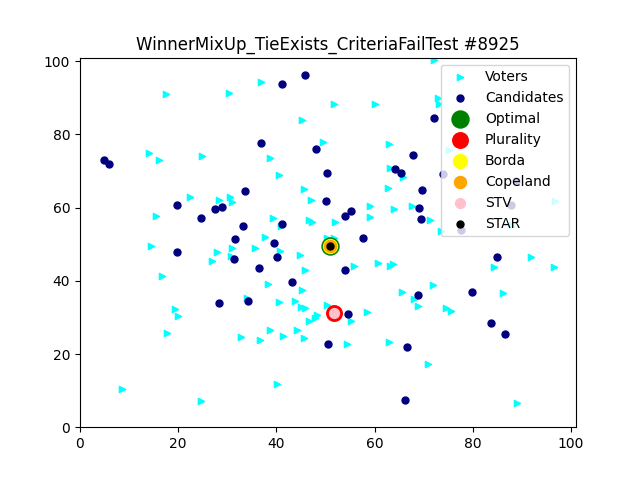 WinnerMixUp_TieExists_CriteriaFailTest #8925
100
80
60
40
20
0
0 20 40 60 80 100
Voters
Candidates
Optimal
Plurality
Borda
Copeland
STV
STAR